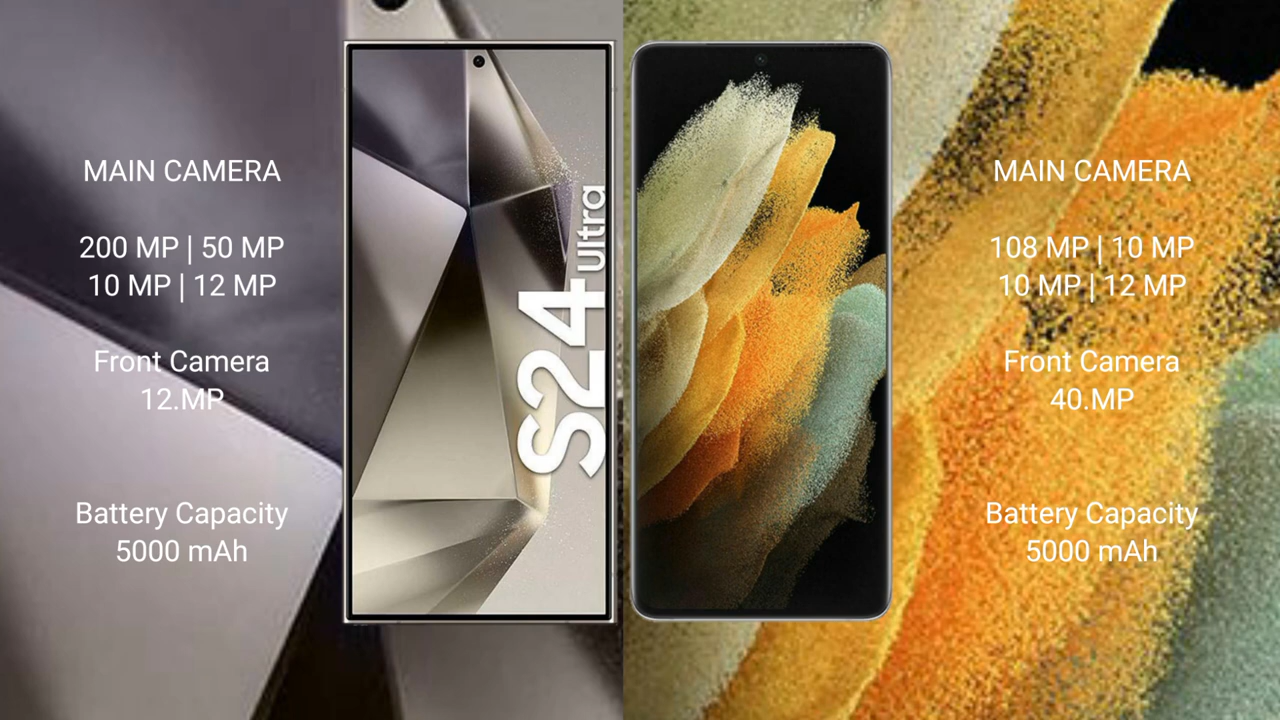 MAIN CAMERA
200 MP | 50 MP
10 MP | 12 MP
Front Camera
12.MP
Battery Capacity
5000 mAh
S24 ultra
MAIN CAMERA
108 MP | 10 MP
10 MP | 12 MP
Front Camera
40.MP
Battery Capacity
5000 mAh